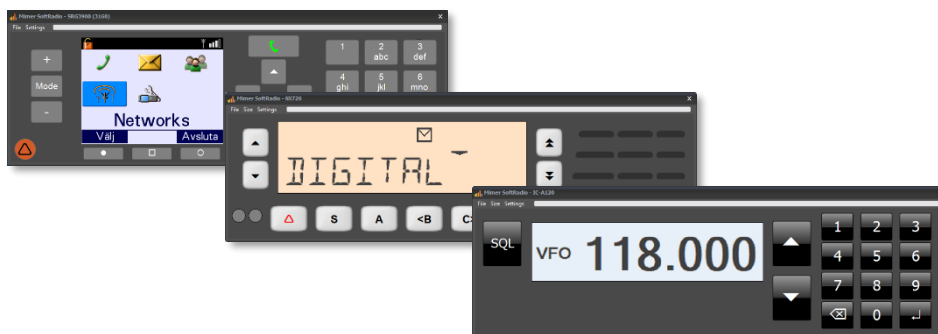 Mimer SoftRadio - SRG3900 (3160) x
File Settings
+
Mode
-
Networks
Välj Avsluta
1
2 abc
3 def
4 ghi
5 jkl
6 mno
Mimer SoftRadio - NX720 x
File Size Settings
DIGITAL
S A <B C>
Mimer SoftRadio - IC-A120
File Size Settings
SQL
VFO 118.000
1 2 3
4 5 6
7 8 9
0